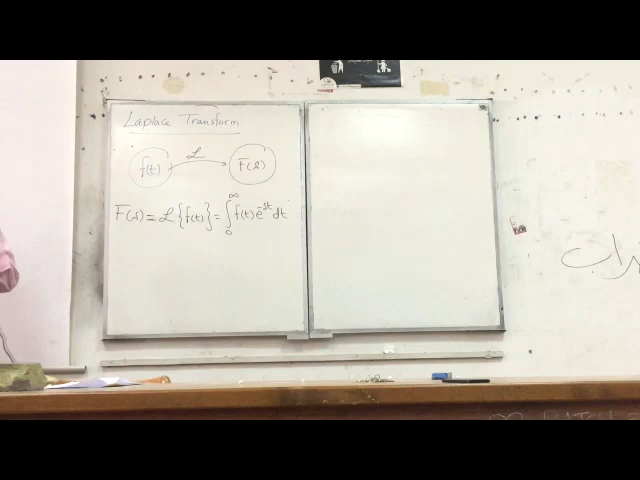 Laplace Transform
f(t) ℒ F(s)
F(s) = ℒ{f(t)} = ∫₀^∞ f(t) e^{-st} dt